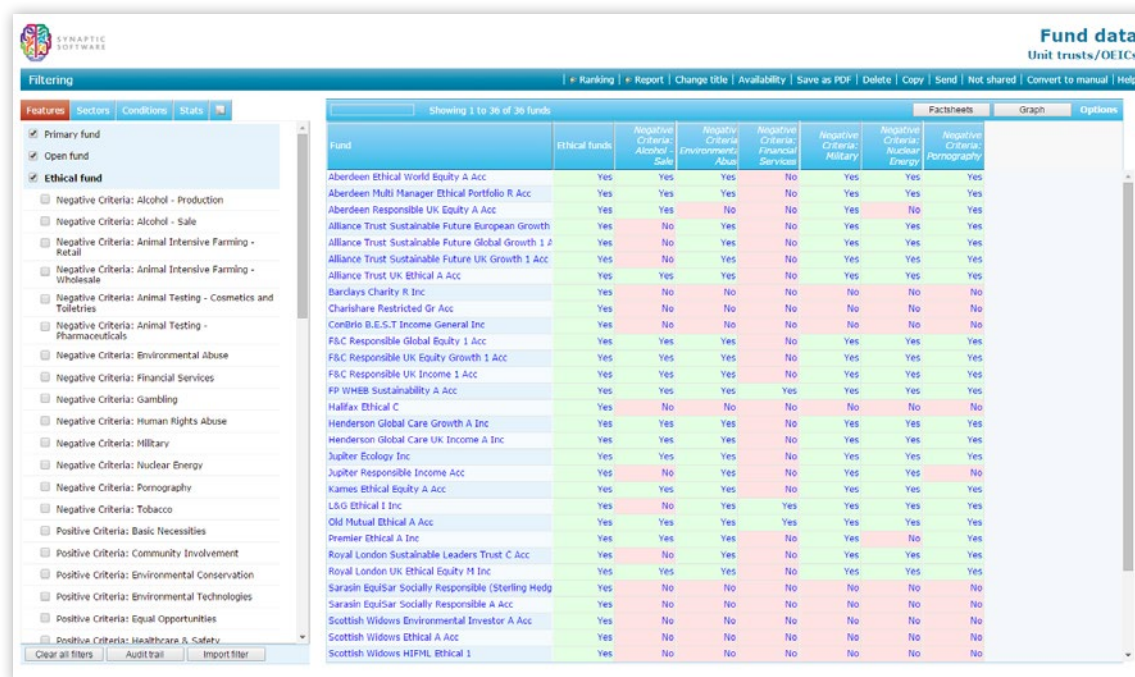 SYNAPTIC
SOFTWARE
Fund data
Unit trusts/OEICs
Filtering
| Ranking | Report | Change title | Availability | Save as PDF | Delete | Copy | Send | Not shared | Convert to manual | Help
Features Sectors Conditions Stats
Showing 1 to 36 of 36 funds Factsheets Graph Options
Primary fund
Open fund
Ethical fund
Negative Criteria: Alcohol - Production
Negative Criteria: Alcohol - Sale
Negative Criteria: Animal Intensive Farming -
Retail
Negative Criteria: Animal Intensive Farming -
Wholesale
Negative Criteria: Animal Testing - Cosmetics and
Toiletries
Negative Criteria: Animal Testing -
Pharmaceuticals
Negative Criteria: Environmental Abuse
Negative Criteria: Financial Services
Negative Criteria: Gambling
Negative Criteria: Human Rights Abuse
Negative Criteria: Military
Negative Criteria: Nuclear Energy
Negative Criteria: Pornography
Negative Criteria: Tobacco
Positive Criteria: Basic Necessities
Positive Criteria: Community Involvement
Positive Criteria: Environmental Conservation
Positive Criteria: Environmental Technologies
Positive Criteria: Equal Opportunities
Positive Criteria: Healthcare & Safety
Clear all filters Audit trail Import filter
Fund
Ethical funds
Negative
Criteria:
Alcohol -
Sale
Negativ
Criteria
Environmenta
Abus
Negative
Criteria:
Financial
Services
Negative
Criteria:
Military
Negative
Criteria:
Nuclear
Energy
Negative
Criteria:
Pornography
Aberdeen Ethical World Equity A Acc Yes Yes Yes No Yes Yes Yes
Aberdeen Multi Manager Ethical Portfolio R Acc Yes Yes Yes No Yes Yes Yes
Aberdeen Responsible UK Equity A Acc Yes Yes No No Yes No Yes
Alliance Trust Sustainable Future European Growth Yes No Yes No Yes Yes Yes
Alliance Trust Sustainable Future Global Growth 1 A Yes No Yes No Yes Yes Yes
Alliance Trust Sustainable Future UK Growth 1 Acc Yes No Yes No Yes Yes Yes
Alliance Trust UK Ethical A Acc Yes Yes Yes No Yes Yes Yes
Barclays Charity R Inc Yes No No No No No No
Charishare Restricted Gr Acc Yes No No No No No No
ConBrio B.E.S.T Income General Inc Yes No No No No No No
F&C Responsible Global Equity 1 Acc Yes Yes Yes No Yes Yes Yes
F&C Responsible UK Equity Growth 1 Acc Yes Yes Yes No Yes Yes Yes
F&C Responsible UK Income 1 Acc Yes Yes Yes No Yes Yes Yes
FP WHEB Sustainability A Acc Yes Yes Yes Yes Yes Yes Yes
Halifax Ethical C Yes No No No No No No
Henderson Global Care Growth A Inc Yes Yes Yes No Yes Yes Yes
Henderson Global Care UK Income A Inc Yes Yes Yes No Yes Yes Yes
Jupiter Ecology Inc Yes Yes Yes No Yes Yes Yes
Jupiter Responsible Income Acc Yes No Yes No Yes Yes No
Kames Ethical Equity A Acc Yes Yes Yes No Yes Yes Yes
L&G Ethical I Inc Yes No Yes Yes Yes Yes Yes
Old Mutual Ethical A Acc Yes Yes Yes Yes Yes Yes Yes
Premier Ethical A Inc Yes Yes Yes No Yes No Yes
Royal London Sustainable Leaders Trust C Acc Yes No Yes No Yes Yes Yes
Royal London UK Ethical Equity M Inc Yes Yes Yes No Yes Yes Yes
Sarasin EquiSar Socially Responsible (Sterling Hedg Yes No No No No No No
Sarasin EquiSar Socially Responsible A Acc Yes No No No No No No
Scottish Widows Environmental Investor A Acc Yes No No No No No No
Scottish Widows Ethical A Acc Yes No No No No No No
Scottish Widows HIFML Ethical 1 Yes No No No No No No